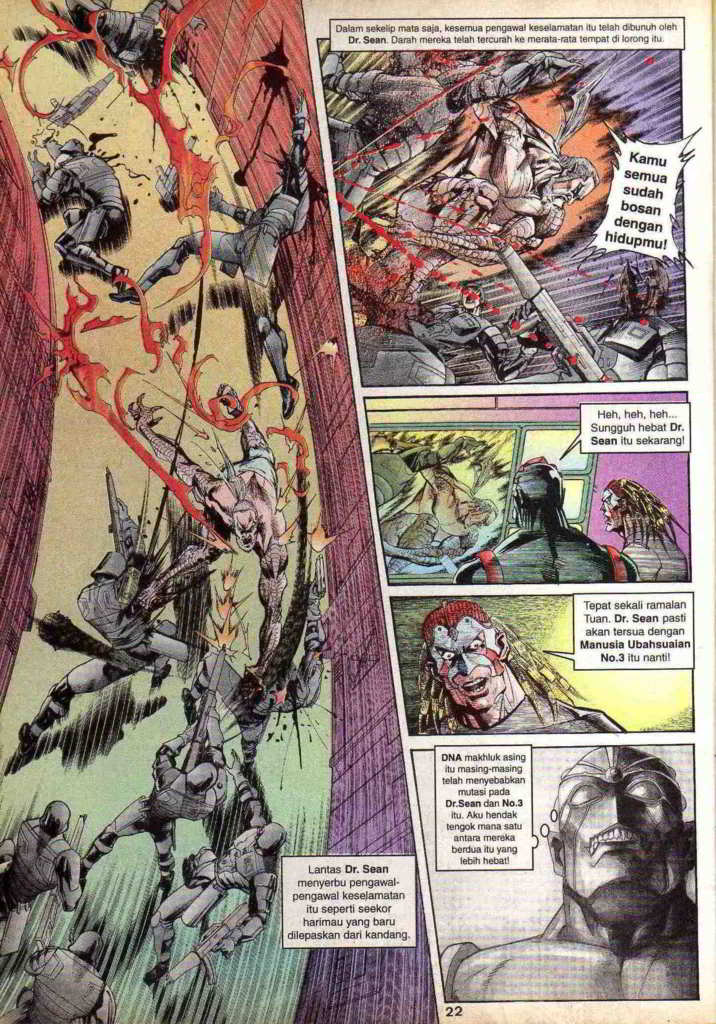 Lantas Dr. Sean
menyerbu pengawal-
pengawal keselamatan
itu seperti seekor
harimau yang baru
dilepaskan dari kandang.
Dalam sekelip mata saja, kesemua pengawal keselamatan itu telah dibunuh oleh
Dr. Sean. Darah mereka telah tercurah ke merata-rata tempat di lorong itu.
Kamu
semua
sudah
bosan
dengan
hidupmu!
Heh, heh, heh...
Sungguh hebat Dr.
Sean itu sekarang!
Tepat sekali ramalan
Tuan. Dr. Sean pasti
akan tersua dengan
Manusia Ubahsuaian
No.3 itu nanti!
DNA makhluk asing
itu masing-masing
telah menyebabkan
mutasi pada
Dr.Sean dan No.3
itu. Aku hendak
tengok mana satu
antara mereka
berdua itu yang
lebih hebat!
22